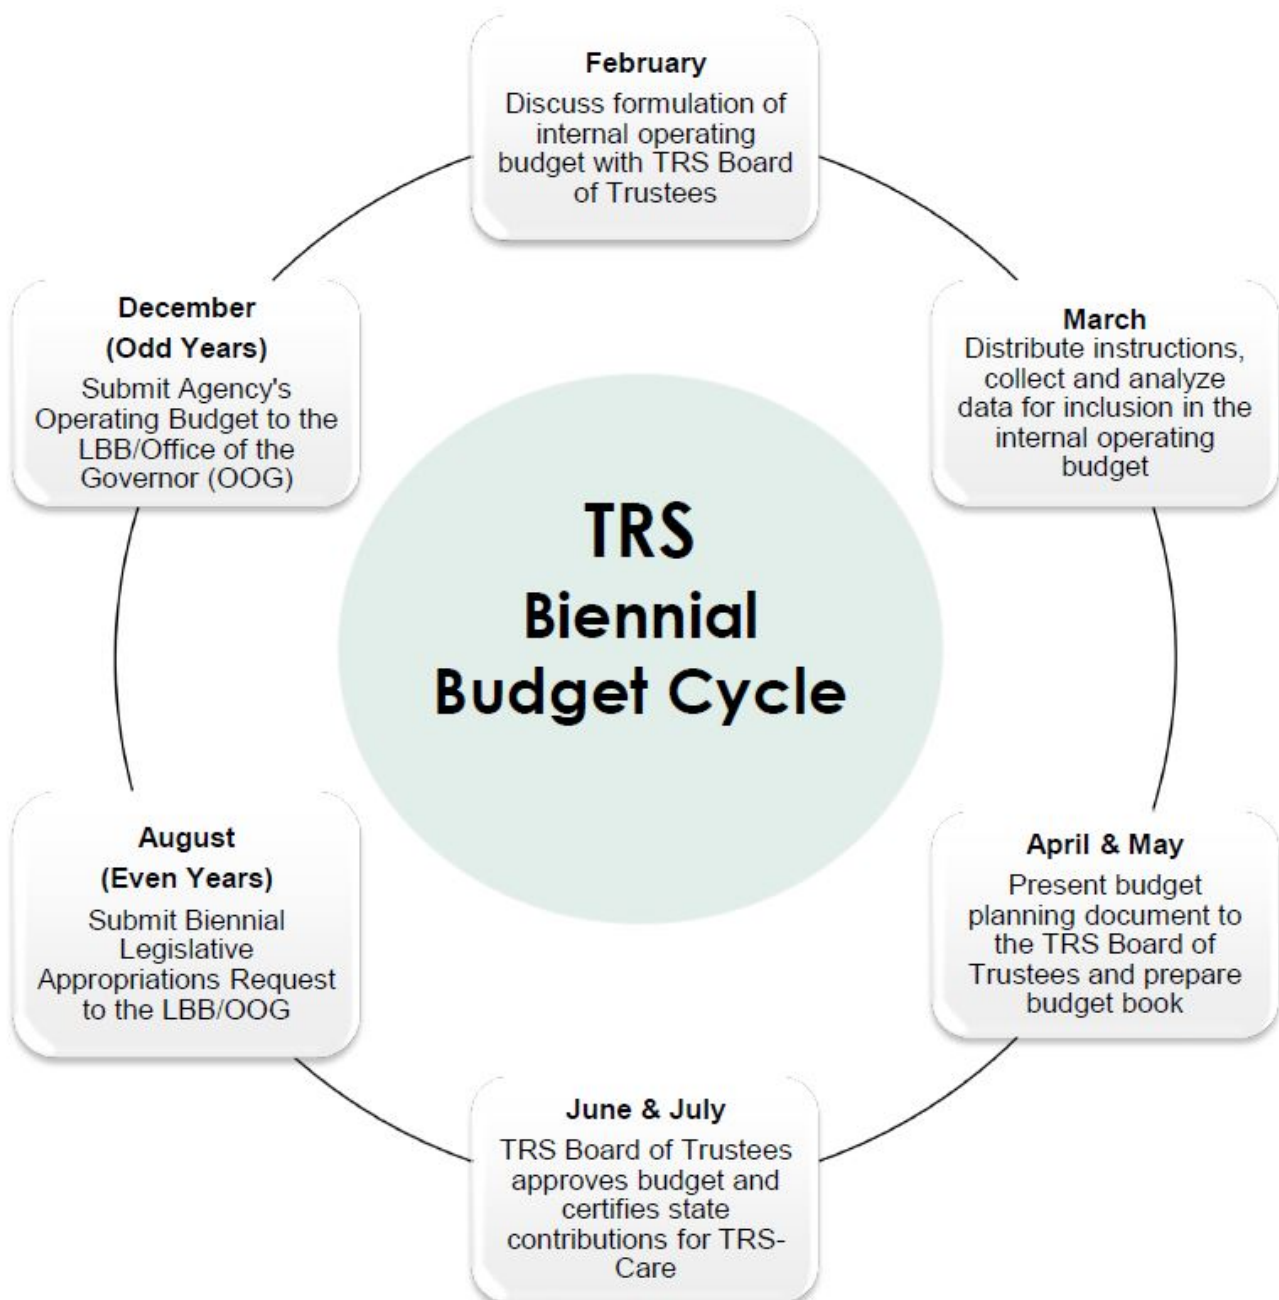 February
Discuss formulation of
internal operating
budget with TRS Board
of Trustees
March
Distribute instructions,
collect and analyze
data for inclusion in the
internal operating
budget
April & May
Present budget
planning document to
the TRS Board of
Trustees and prepare
budget book
June & July
TRS Board of Trustees
approves budget and
certifies state
contributions for TRS-
Care
August
(Even Years)
Submit Biennial
Legislative
Appropriations Request
to the LBB/OOG
December
(Odd Years)
Submit Agency's
Operating Budget to the
LBB/Office of the
Governor (OOG)
TRS
Biennial
Budget Cycle